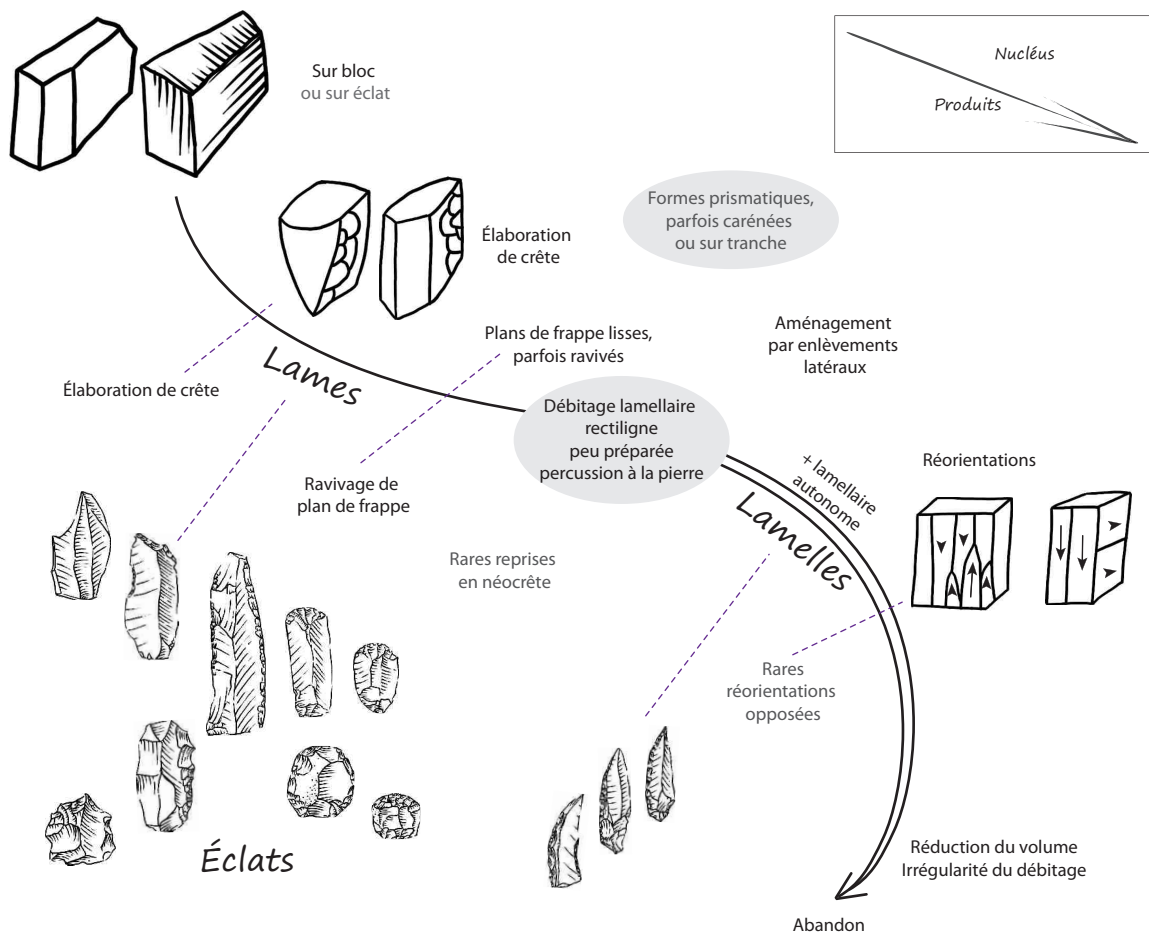 Sur bloc
ou sur éclat
Nucléus
Produits
Formes prismatiques,
parfois carénées
ou sur tranche
Élaboration
de crête
Plans de frappe lisses,
parfois ravivés
Aménagement
par enlèvements
latéraux
Élaboration de crête
Lames
Débitage lamellaire
rectiligne
peu préparée
percussion à la pierre
+ lamellaire
autonome
Réorientations
Ravivage de
plan de frappe
Lamelles
Rares reprises
en néocrête
Rares
réorientations
opposées
Éclats
Réduction du volume
Irrégularité du débitage
Abandon